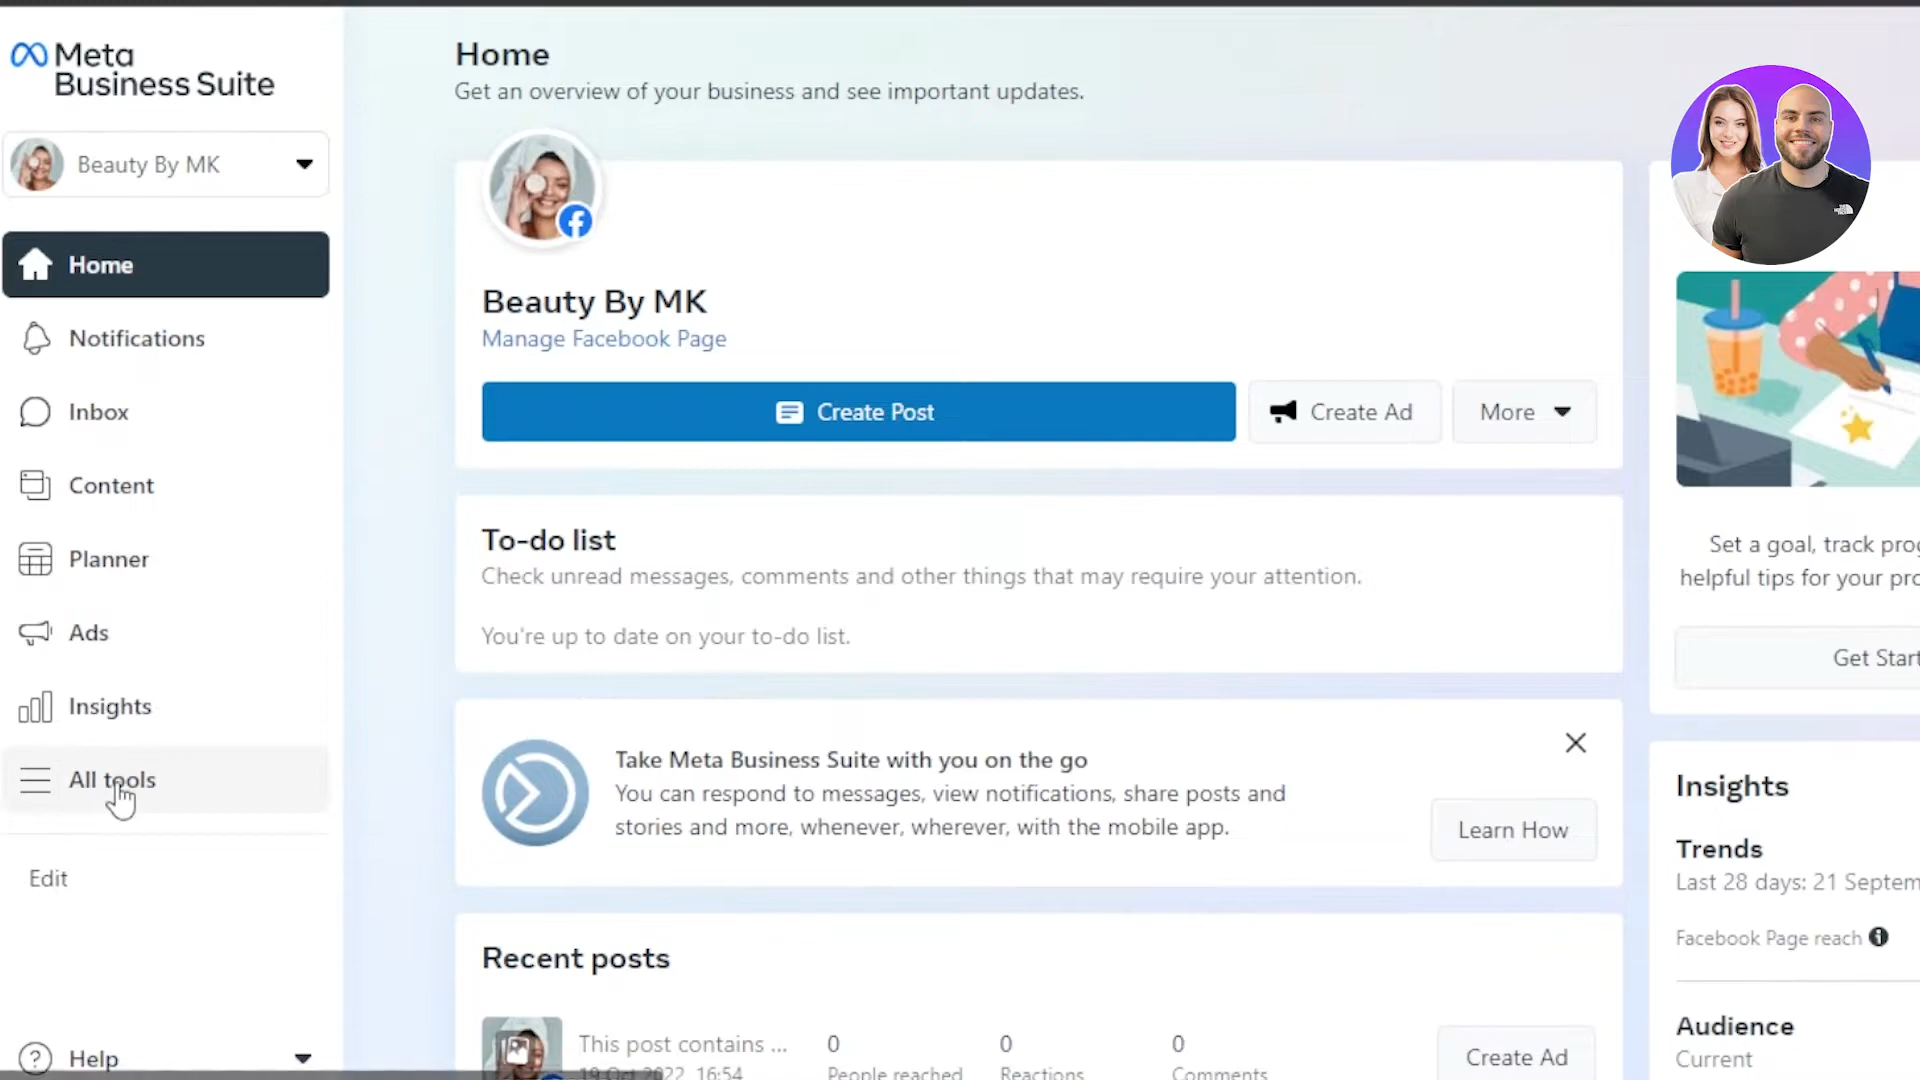 Meta
Business Suite
Beauty By MK
Home
Notifications
Inbox
Content
Planner
Ads
Insights
All tools
Edit
Help
Home
Get an overview of your business and see important updates.
Beauty By MK
Manage Facebook Page
Create Post
Create Ad
More
To-do list
Check unread messages, comments and other things that may require your attention.
You're up to date on your to-do list.
Take Meta Business Suite with you on the go
You can respond to messages, view notifications, share posts and
stories and more, whenever, wherever, with the mobile app.
Learn How
Recent posts
This post contains ...
19 Oct 2022, 16:54
0
People reached
0
Reactions
0
Comments
Create Ad
Set a goal, track prog
helpful tips for your pro
Get Start
Insights
Trends
Last 28 days: 21 Septem
Facebook Page reach
Audience
Current